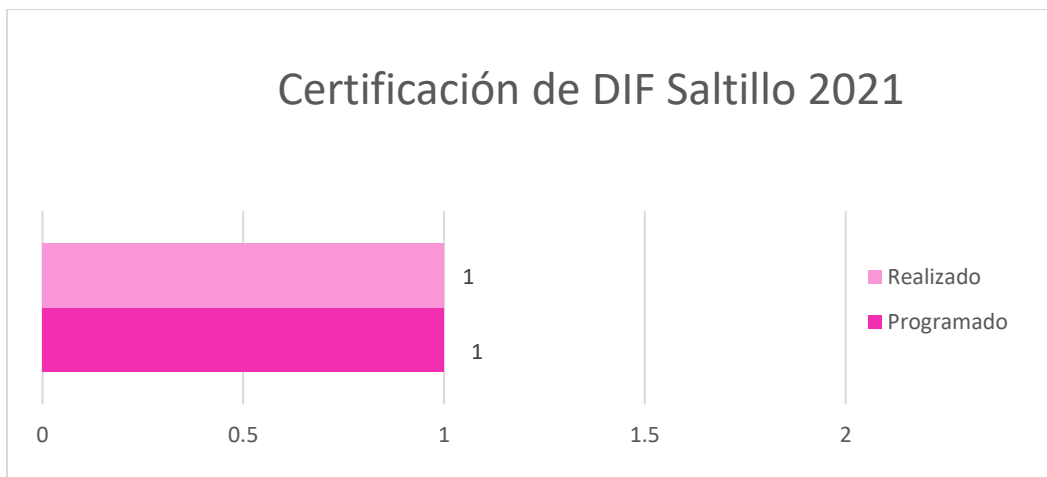 Certificación de DIF Saltillo 2021
1
Realizado
Programado
1
0 0.5 1 1.5 2